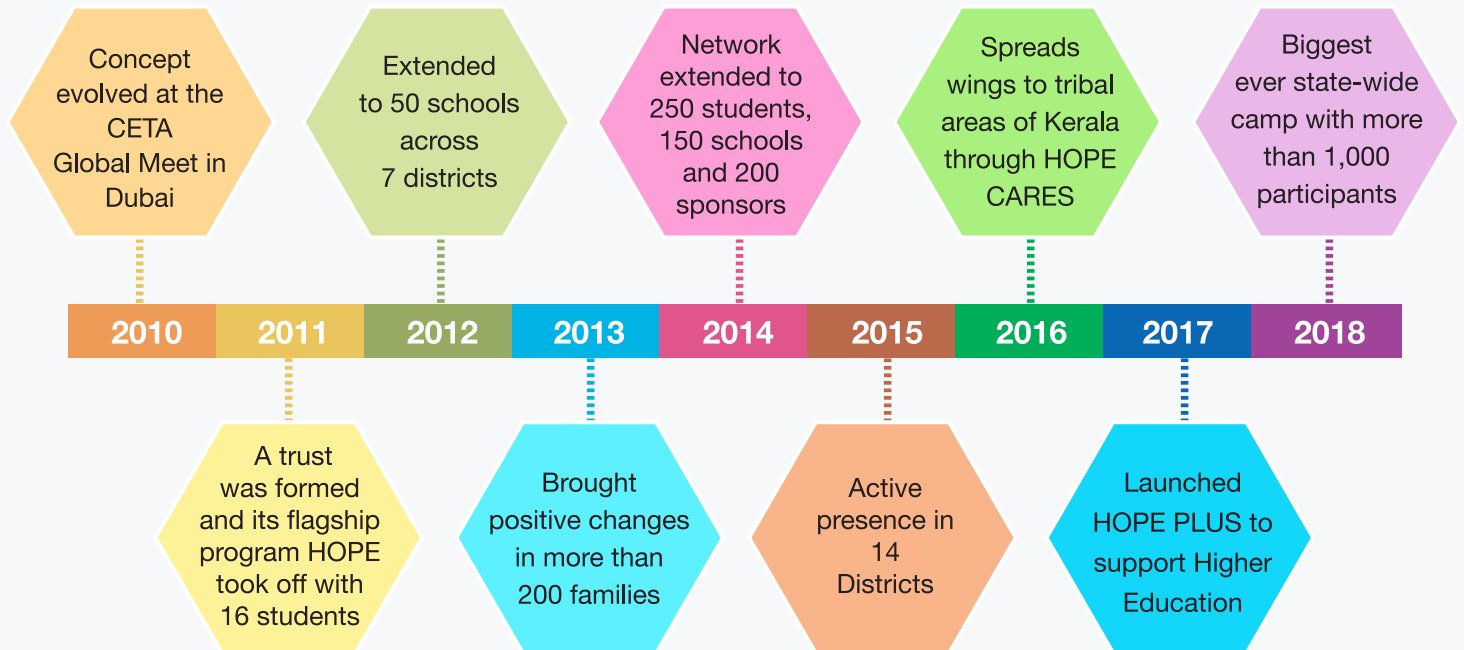 Concept
evolved at the
CETA
Global Meet in
Dubai
Extended
to 50 schools
across
7 districts
Network
extended to
250 students,
150 schools
and 200
sponsors
Spreads
wings to tribal
areas of Kerala
through HOPE
CARES
Biggest
ever state-wide
camp with more
than 1,000
participants
2010 2011 2012 2013 2014 2015 2016 2017 2018
A trust
was formed
and its flagship
program HOPE
took off with
16 students
Brought
positive changes
in more than
200 families
Active
presence in
14
Districts
Launched
HOPE PLUS to
support Higher
Education